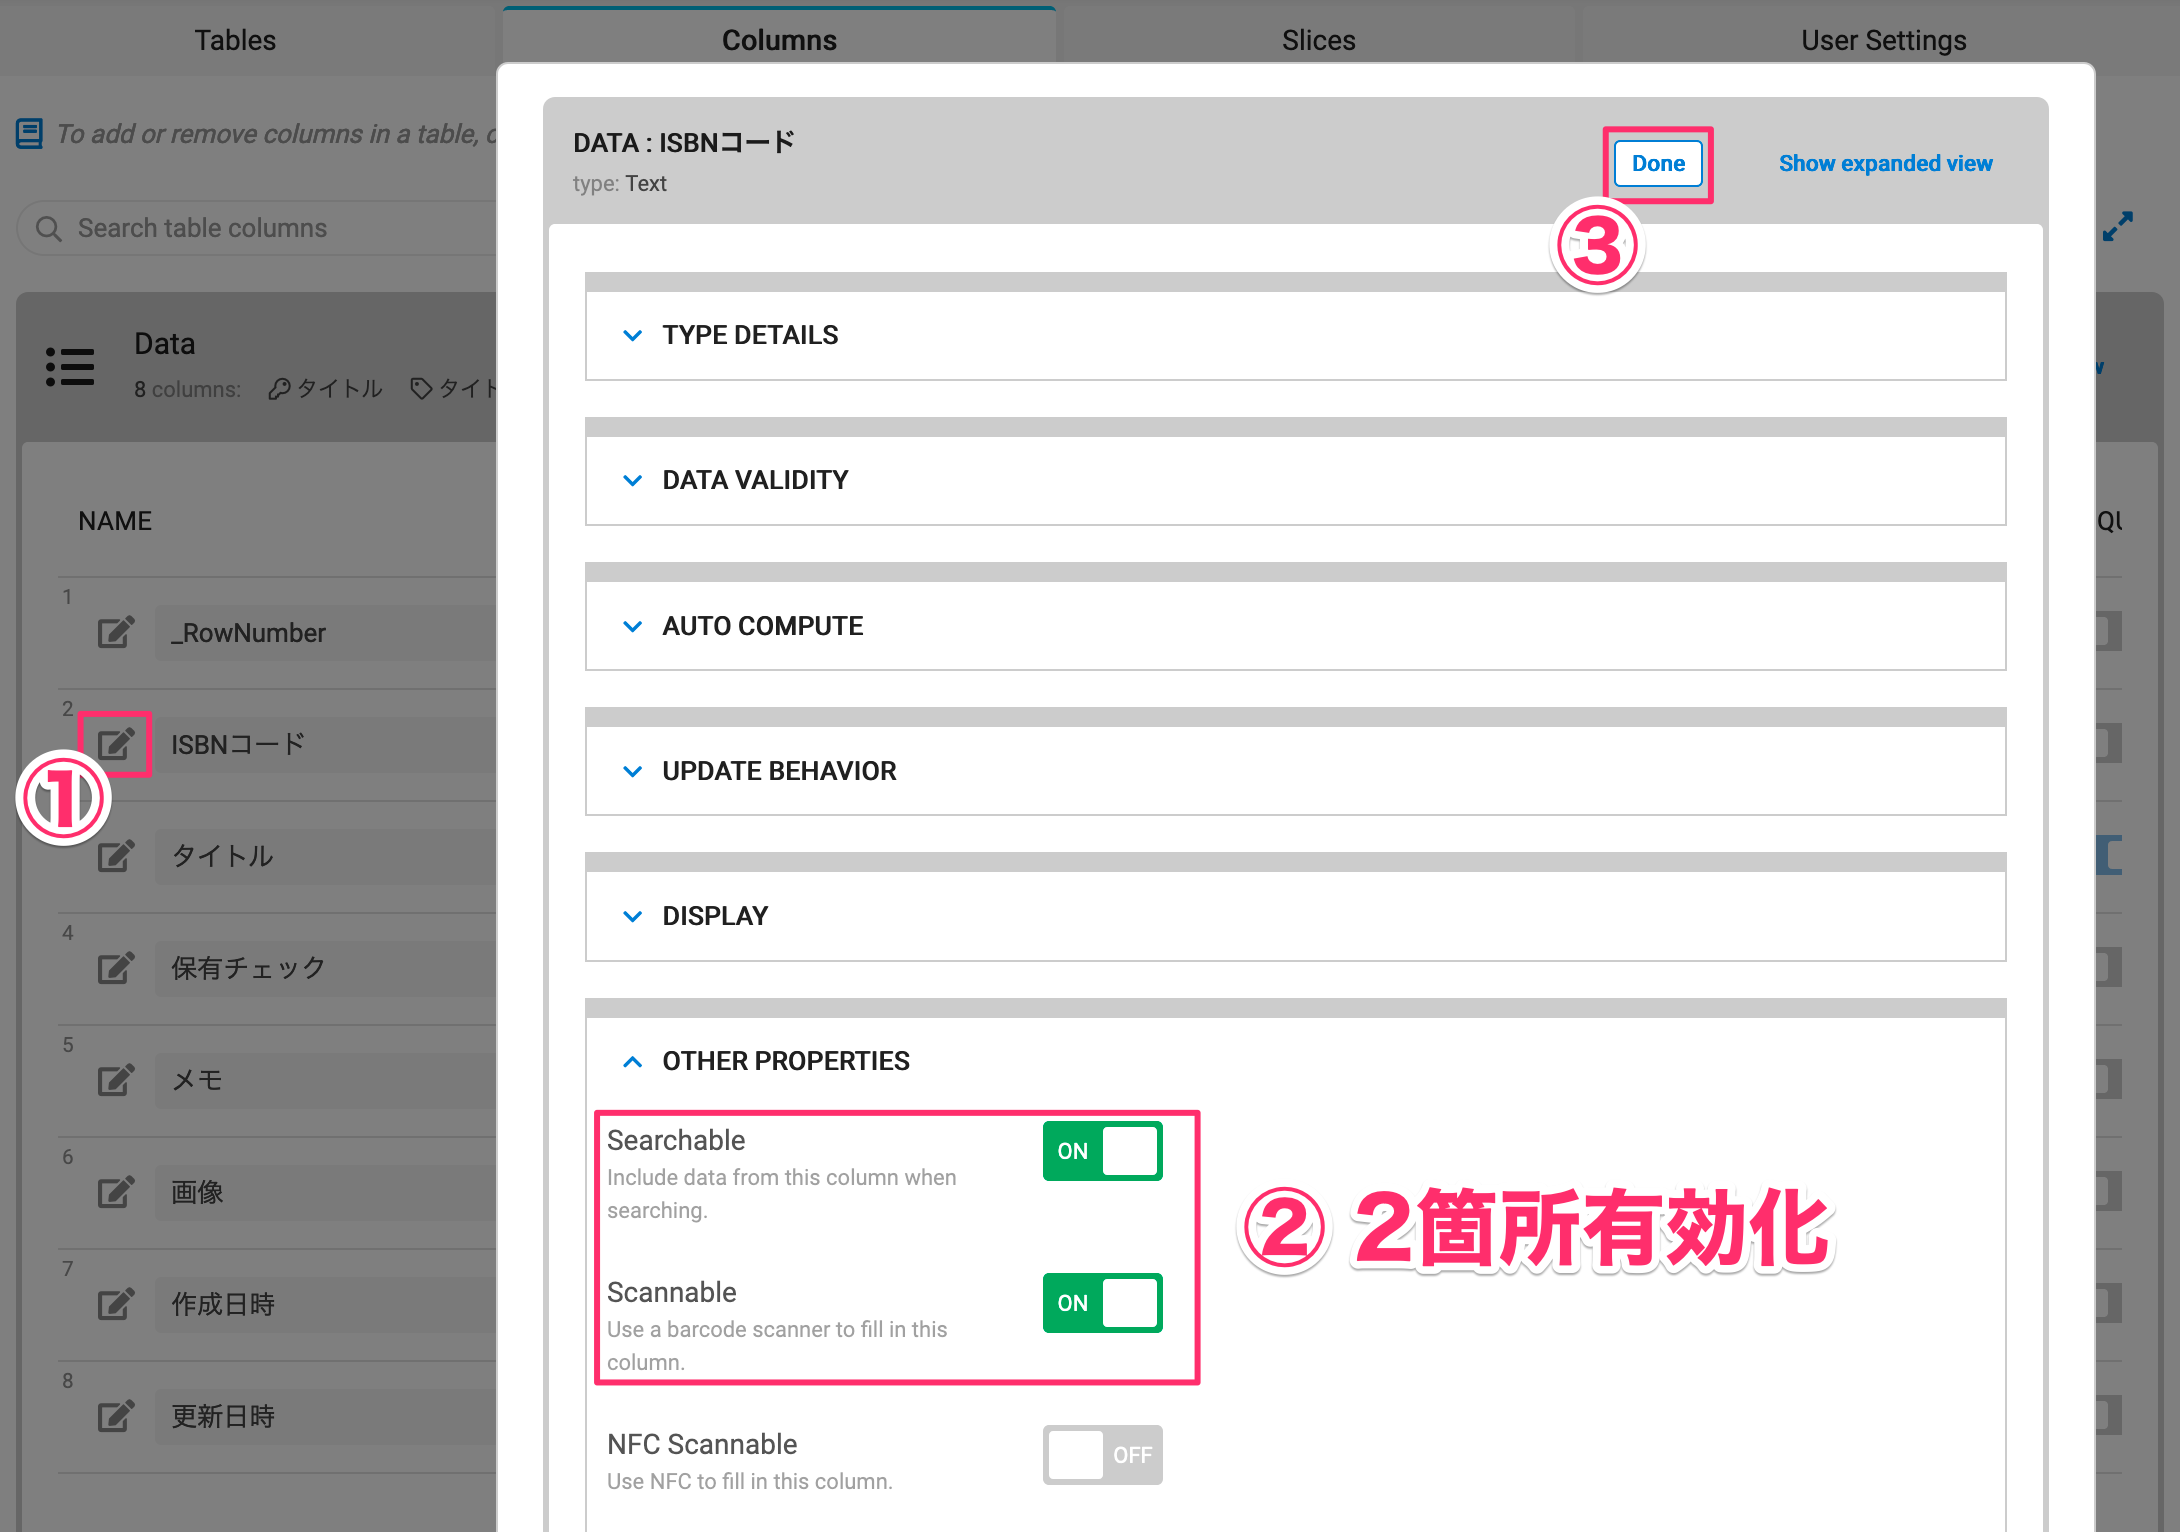 Tables
Columns
Slices
User Settings
To add or remove columns in a table,
Search table columns
Data
8 columns: タイトル
NAME
1
_RowNumber
2
ISBNコード
①
タイトル
4
保有チェック
5
メモ
6
画像
7
作成日時
8
更新日時
DATA : ISBNコード
type: Text
Done
Show expanded view
③
TYPE DETAILS
DATA VALIDITY
AUTO COMPUTE
UPDATE BEHAVIOR
DISPLAY
OTHER PROPERTIES
Searchable
ON
Include data from this column when
searching.
② 2箇所有効化
Scannable
ON
Use a barcode scanner to fill in this
column.
NFC Scannable
OFF
Use NFC to fill in this column.